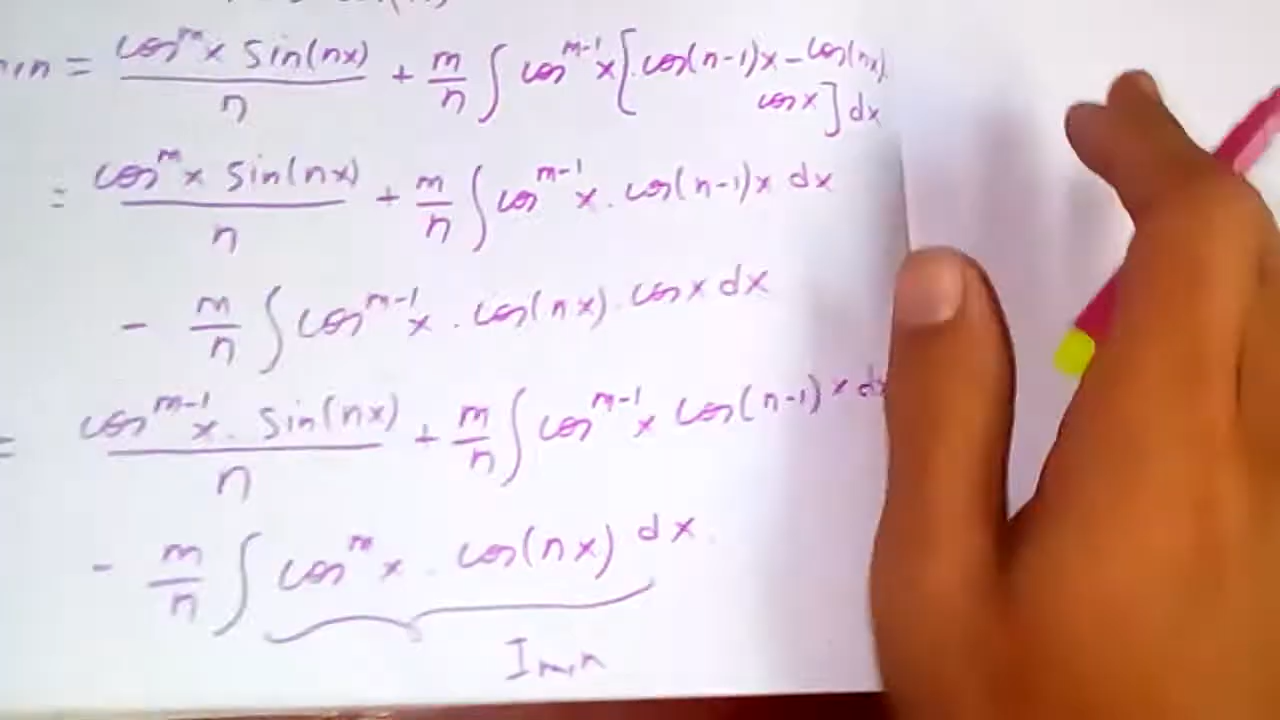 m,n = cos^m x sin(nx) / n + m/n ∫ cos^(m-1) x [cos(n-1)x - cos(nx).
cos x] dx
= cos^m x sin(nx) / n + m/n ∫ cos^(m-1) x . cos(n-1)x dx
- m/n ∫ cos^(m-1) x . cos(nx) . cos x dx
= cos^(m-1) x . sin(nx) / n + m/n ∫ cos^(m-1) x cos(n-1)x dx
- m/n ∫ cos^m x . cos(nx) dx.
I m,n